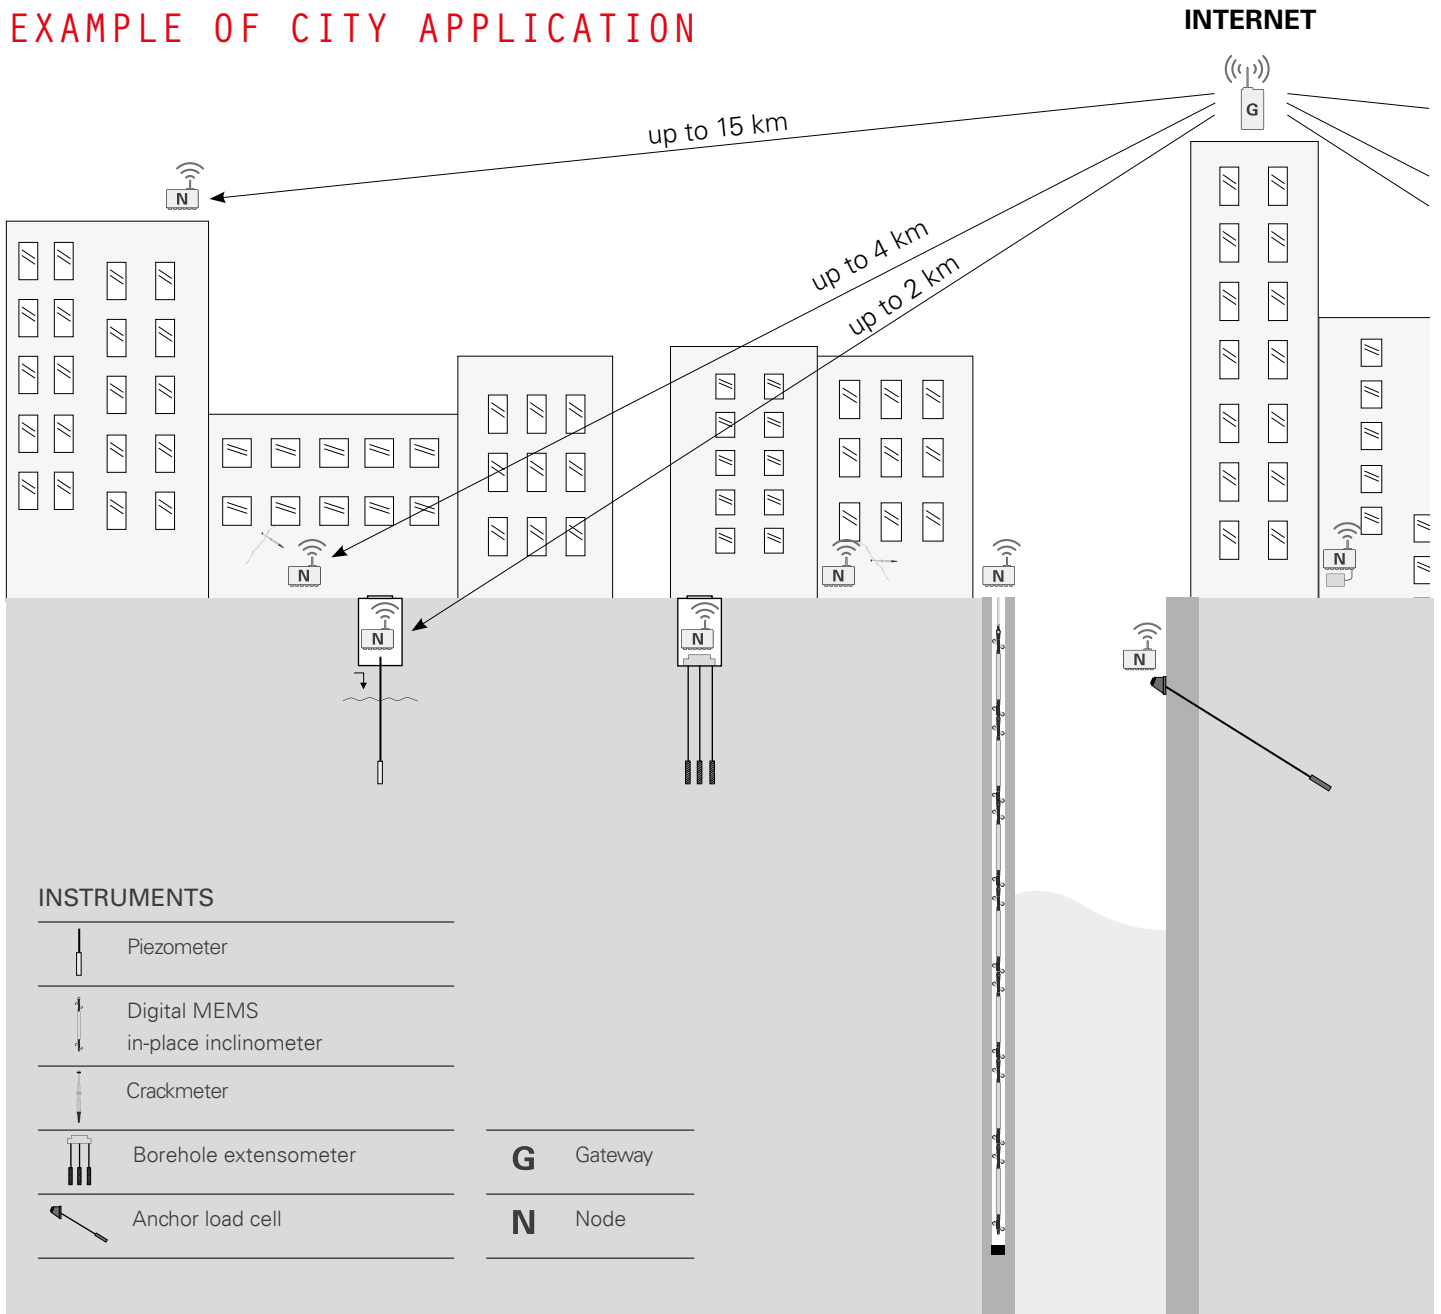 EXAMPLE OF CITY APPLICATION
INTERNET
G
up to 15 km
N
up to 4 km
up to 2 km
N
N
N
N
N
N
N
N
INSTRUMENTS
Piezometer
Digital MEMS
in-place inclinometer
Crackmeter
Borehole extensometer
G Gateway
Anchor load cell
N Node